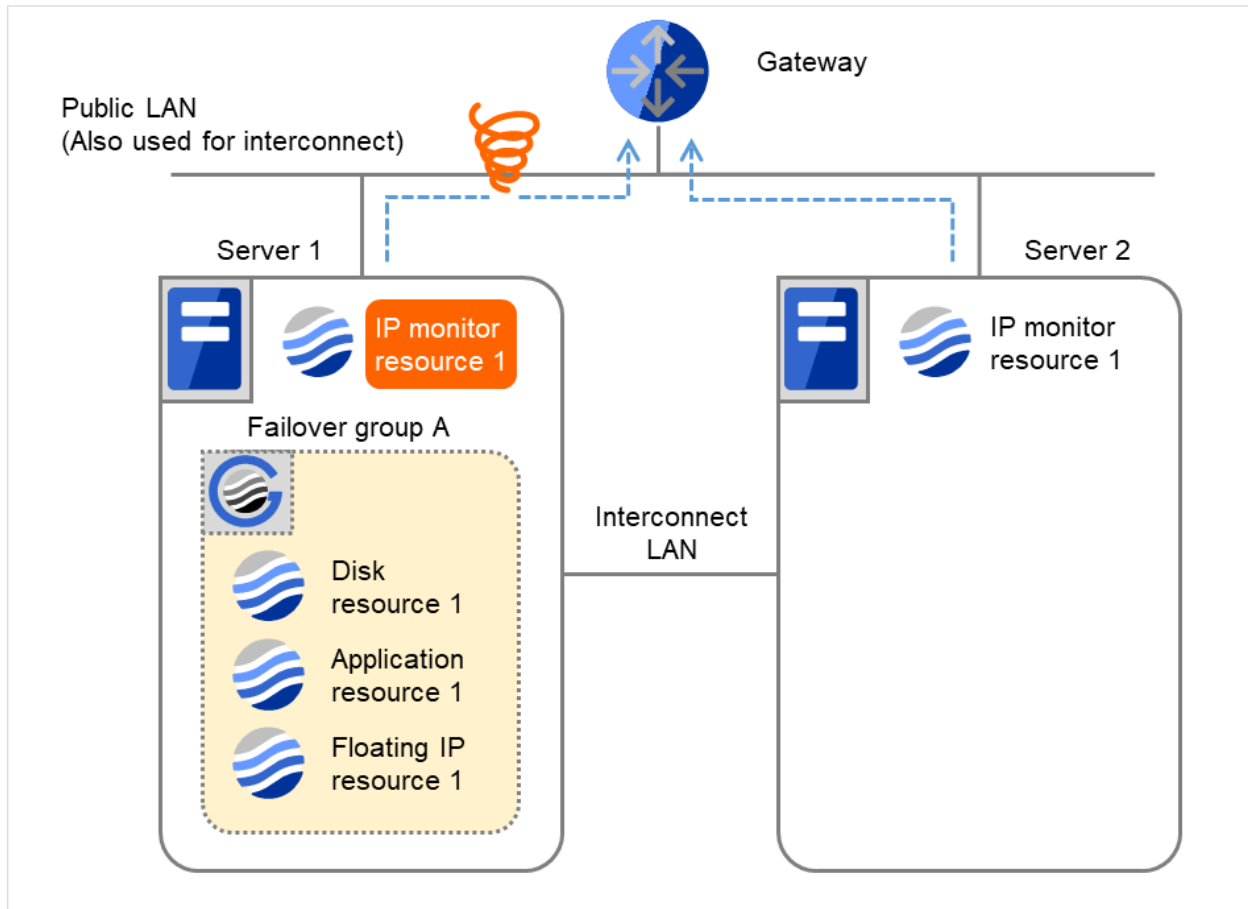 Gateway
Public LAN
(Also used for interconnect)
Server 1
Server 2
IP monitor
resource 1
IP monitor
resource 1
Failover group A
Interconnect
LAN
Disk
resource 1
Application
resource 1
Floating IP
resource 1